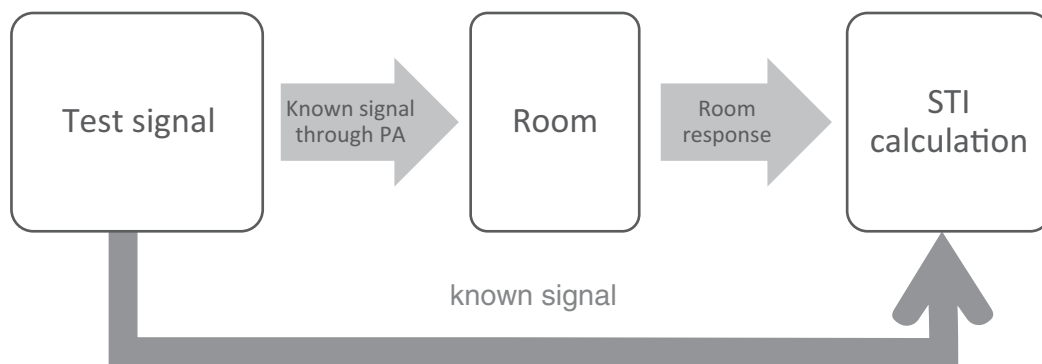 Test signal
Known signal
through PA
Room
Room
response
STI
calculation
known signal